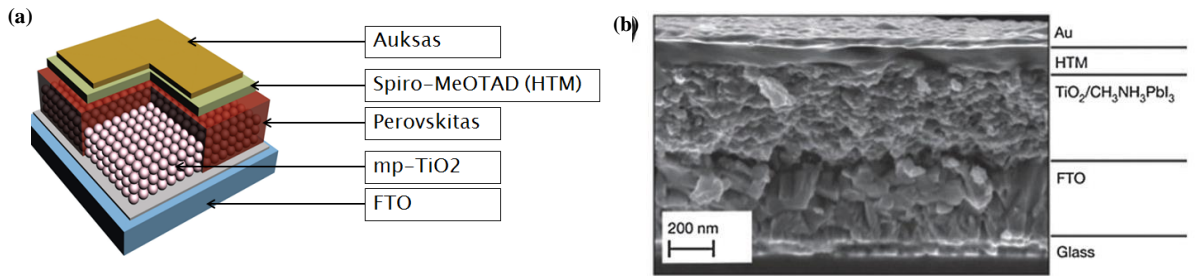 (a)
Auksas
Spiro-MeOTAD (HTM)
Perovskitas
mp-TiO2
FTO
(b)
Au
HTM
TiO₂/CH₃NH₃PbI₃
FTO
Glass
200 nm